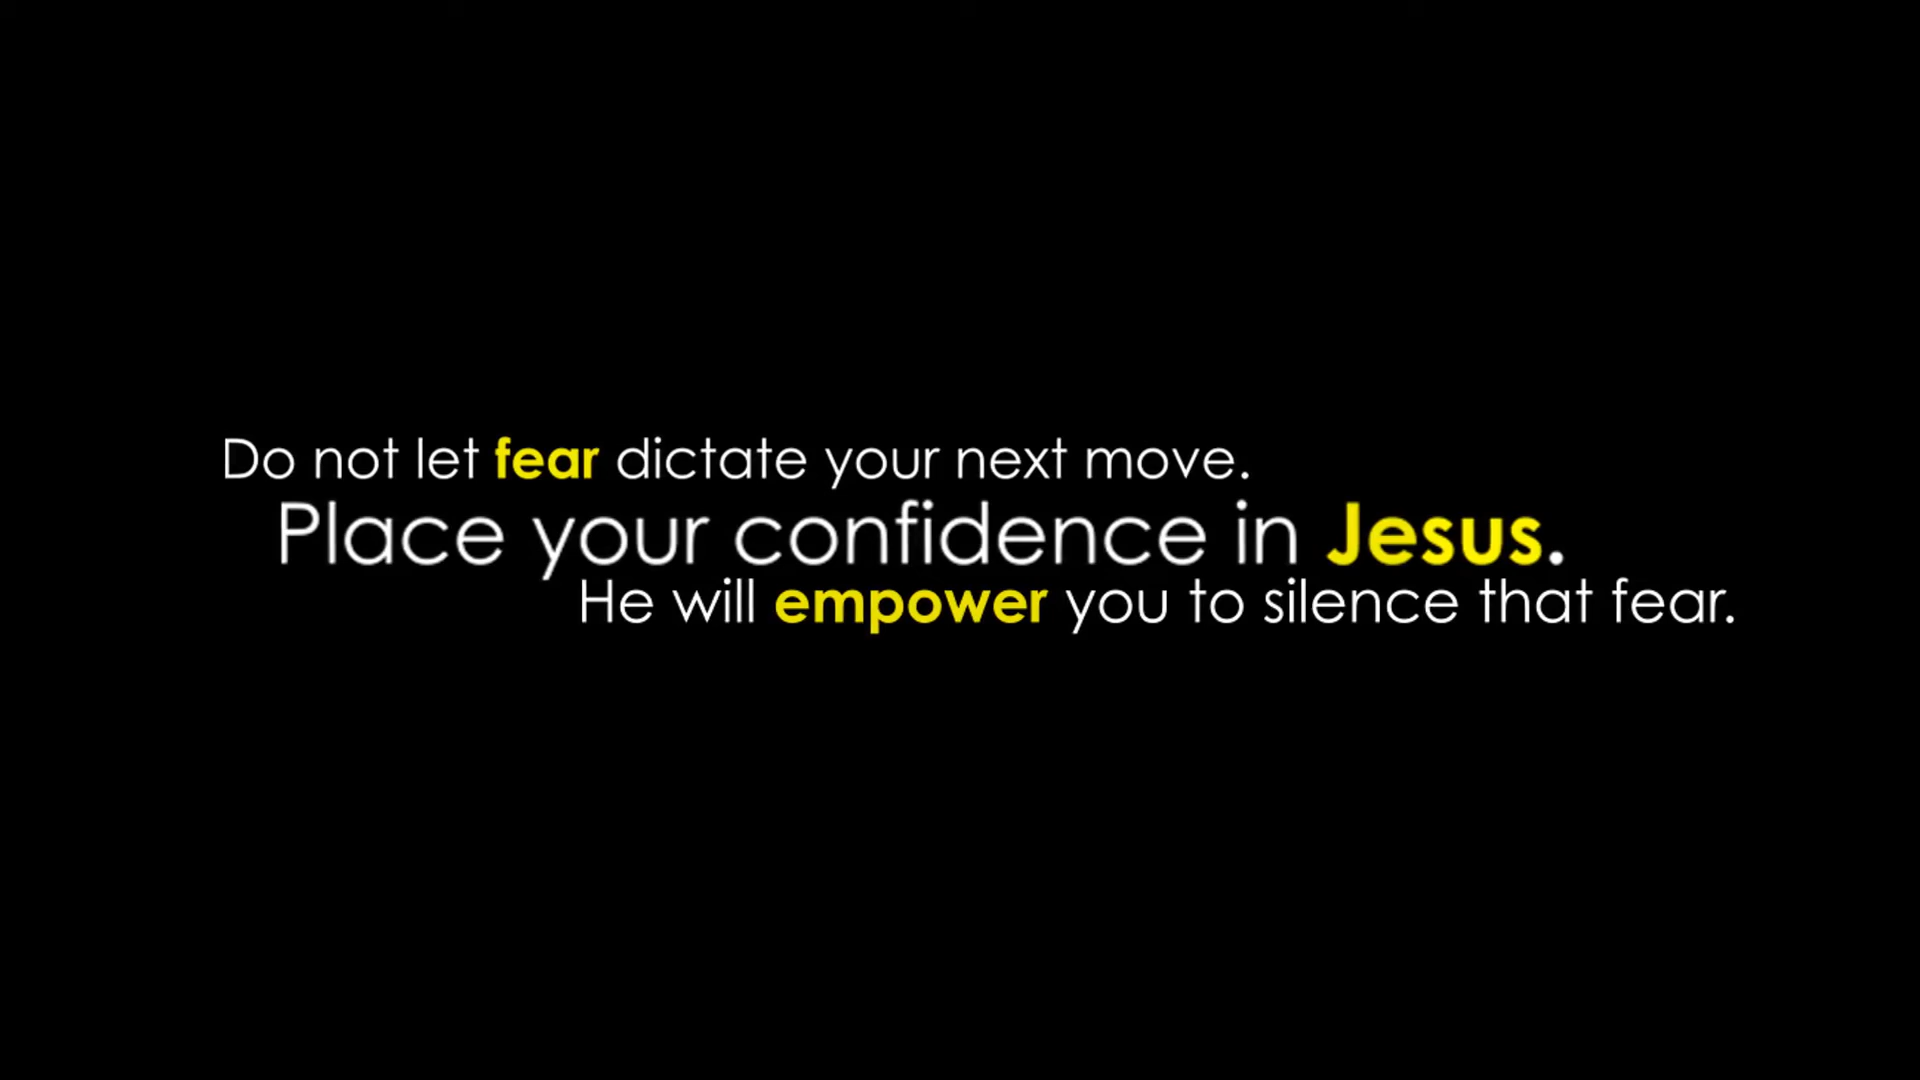 Do not let fear dictate your next move.
Place your confidence in Jesus.
He will empower you to silence that fear.